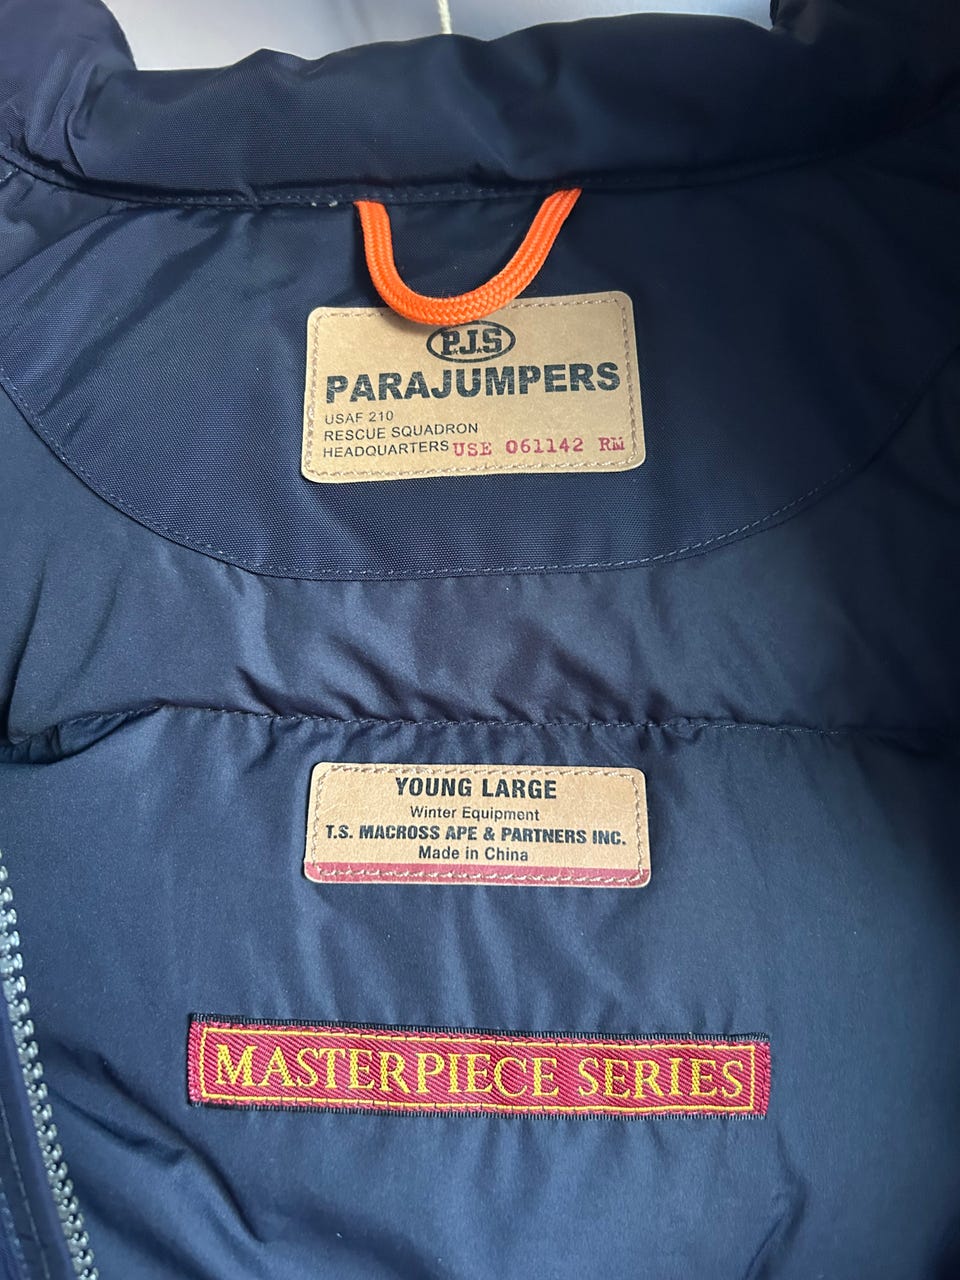 P.J.S
PARAJUMPERS
USAF 210
RESCUE SQUADRON
HEADQUARTERS USE 061142 RM
YOUNG LARGE
Winter Equipment
T.S. MACROSS APE & PARTNERS INC.
Made in China
MASTERPIECE SERIES